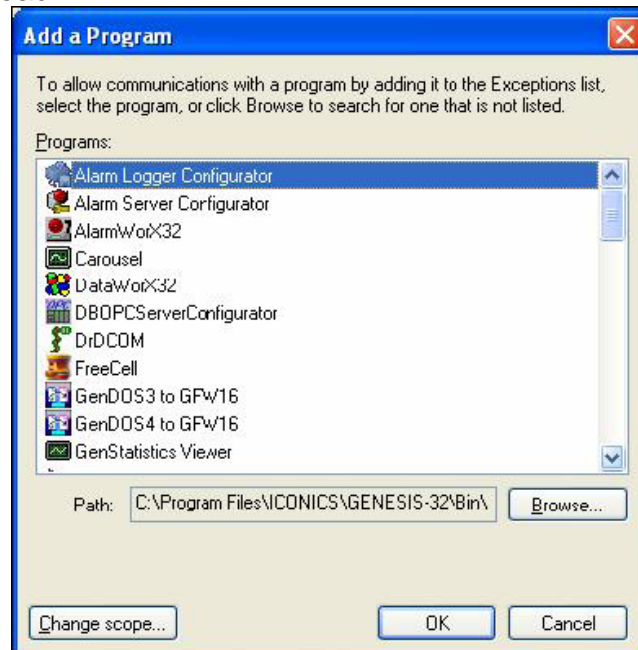 Add a Program
To allow communications with a program by adding it to the Exceptions list,
select the program, or click Browse to search for one that is not listed.
Programs:
Alarm Logger Configurator
Alarm Server Configurator
AlarmWorX32
Carousel
DataWorX32
DBOPCServerConfigurator
DrDCOM
FreeCell
GenDOS3 to GFW16
GenDOS4 to GFW16
GenStatistics Viewer
Path: C:\Program Files\ICONICS\GENESIS-32\Bin\ Browse...
Change scope... OK Cancel